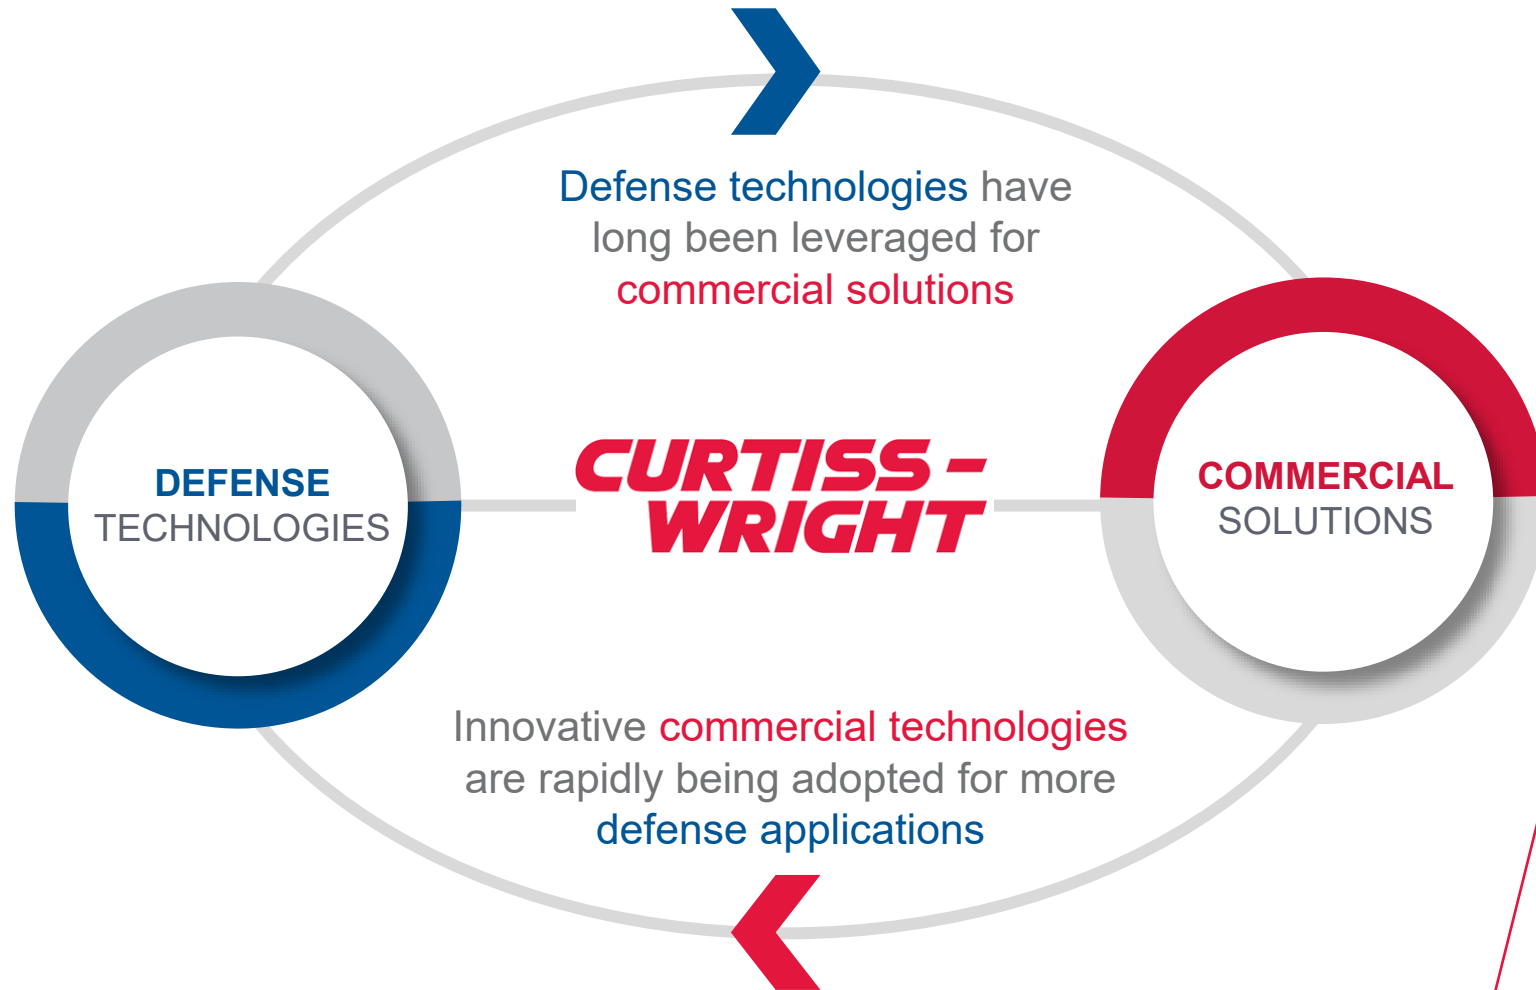 Defense technologies have
long been leveraged for
commercial solutions
DEFENSE
TECHNOLOGIES
CURTISS-
WRIGHT
COMMERCIAL
SOLUTIONS
Innovative commercial technologies
are rapidly being adopted for more
defense applications